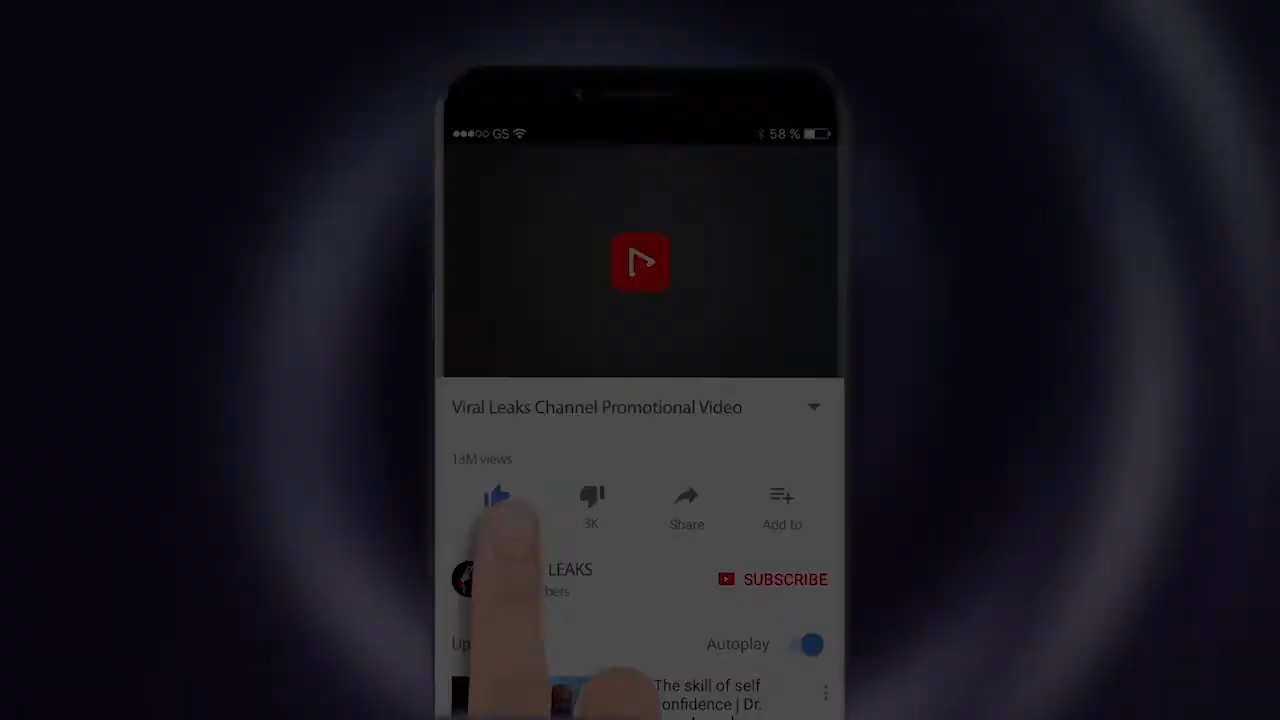 GS
58 %
Viral Leaks Channel Promotional Video
13M views
3K
Share
Add to
LEAKS
SUBSCRIBE
Up
Autoplay
The skill of self
onfidence | Dr.